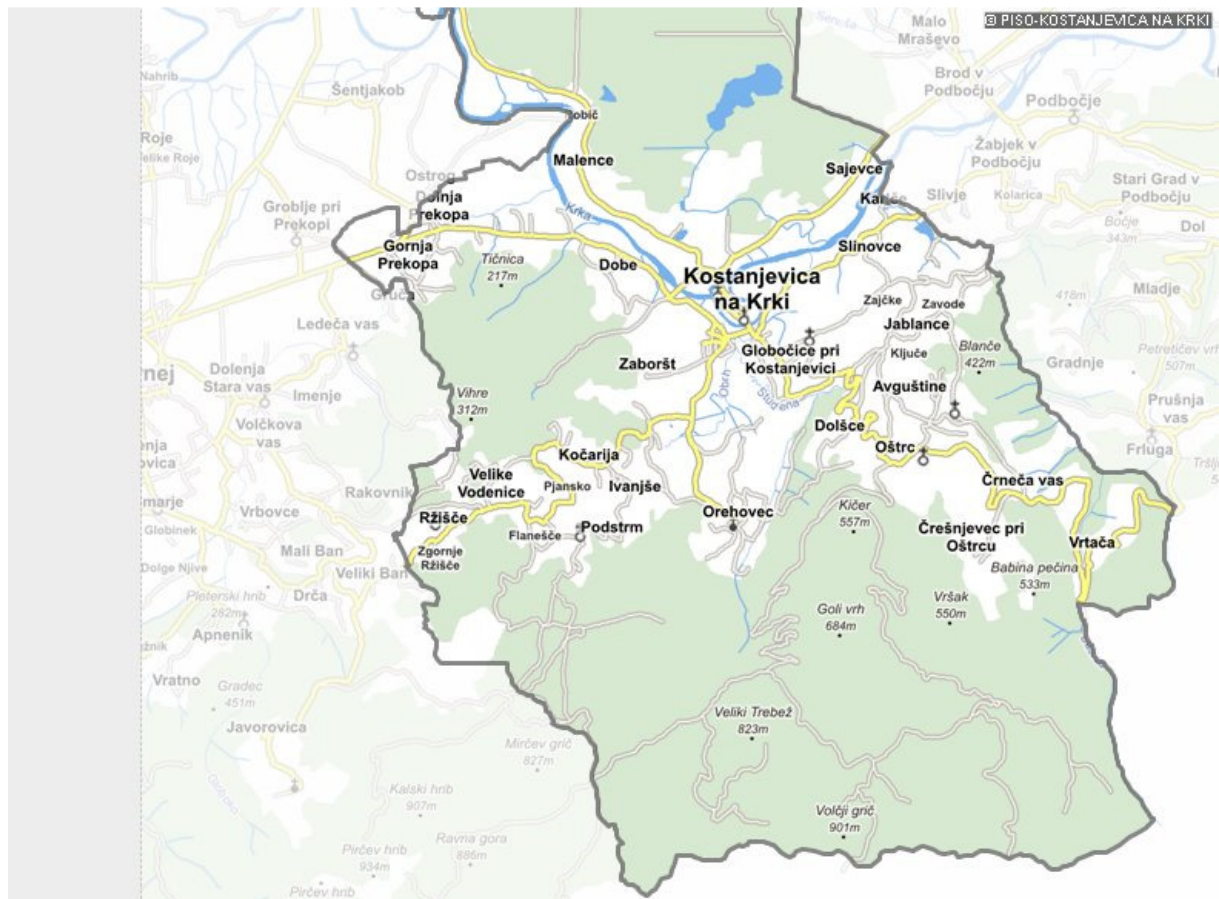 © PISO-KOSTANJEVICA NA KRKI
Malo
Mraševo
Nahrib
Šentjakob
Brod v
Podbočju
Podbočje
Roje
Velike Roje
Malence
Sajevce
Žabjek v
Podbočju
Ostrog
Stari Grad v
Podbočju
Slivje
Kolarica
Dolnja
Prekopa
Groblje pri
Prekopi
Krka
Bočje
343m
Dol
Gornja
Prekopa
Tičnica
217m
Dobe
Slinovce
Kostanjevica
na Krki
Mladje
418m
Zajčke
Zavode
Jablance
Ledeča vas
Globočice pri
Kostanjevici
Ključe
Blanče
422m
Petretičev vrh
507m
Gradnje
Zaboršt
Obrh
Studena
Avguštine
Dolenja
Stara vas
Imenje
Vihre
312m
Prušnja
vas
Volčkova
vas
Dolšce
Oštrc
Frluga
Kočarija
Velike
Vodenice
Pjansko
Ivanjše
Črneča vas
Rakovnik
Vrbovce
Globinek
Ržišče
Orehovec
Kičer
557m
Flanešče
Podstrm
Črešnjevec pri
Oštrcu
Vrtača
Mali Ban
Zgornje
Ržišče
Dolge Njive
Veliki Ban
Babina pečina
533m
Pleterski hrib
282m
Drča
Vršak
550m
Goli vrh
684m
Apnenik
Vratno
Gradec
451m
Javorovica
Veliki Trebež
823m
Mirčev grič
827m
Kalski hrib
907m
Volčji grič
901m
Ravna gora
886m
Pirčev hrib
934m
Pirčev hrib